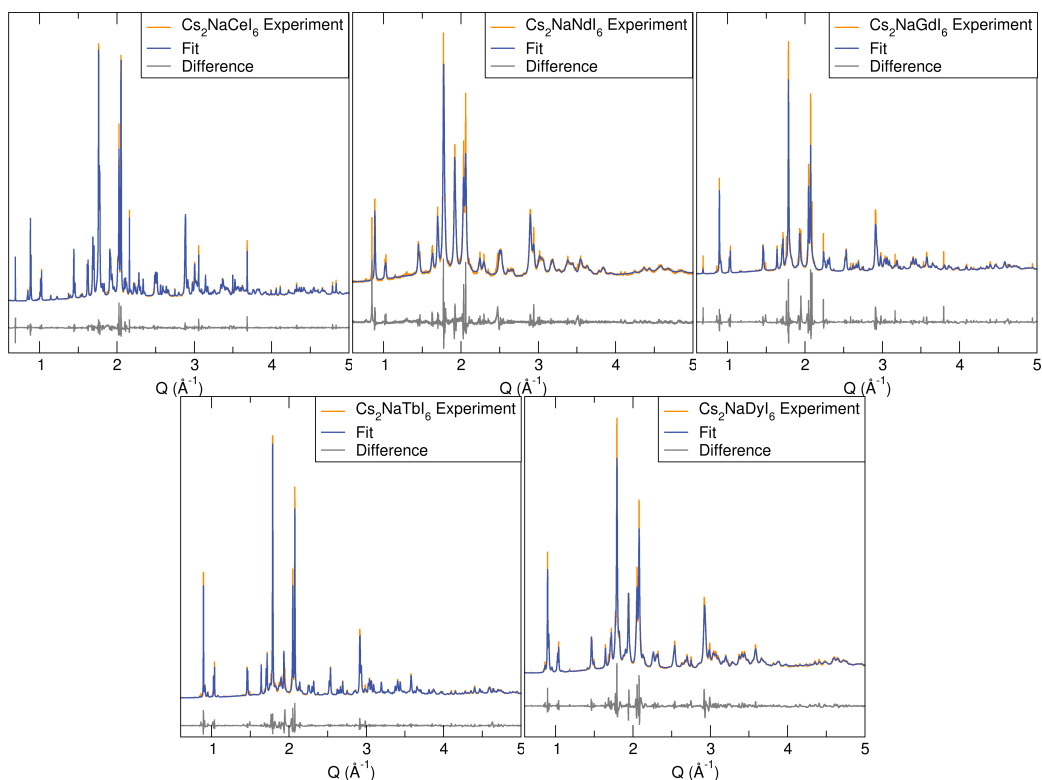 Cs₂NaCeI₆ Experiment
Fit
Difference
1 2 3 4 5
Q (Å⁻¹)
Cs₂NaNdI₆ Experiment
Fit
Difference
1 2 3 4 5
Q (Å⁻¹)
Cs₂NaGdI₆ Experiment
Fit
Difference
1 2 3 4 5
Q (Å⁻¹)
Cs₂NaTbI₆ Experiment
Fit
Difference
1 2 3 4 5
Q (Å⁻¹)
Cs₂NaDyI₆ Experiment
Fit
Difference
1 2 3 4 5
Q (Å⁻¹)